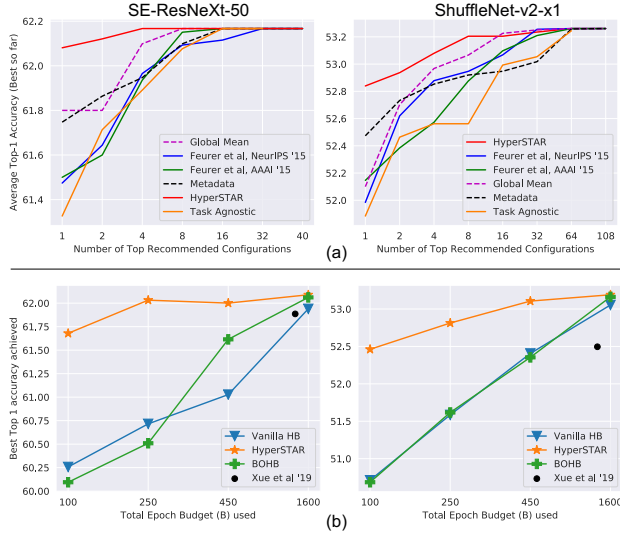 SE-ResNeXt-50
ShuffleNet-v2-x1
Average Top-1 Accuracy (Best so far)
62.2
62.0
61.8
61.6
61.4
Global Mean
Feurer et al, NeurIPS '15
Feurer et al, AAAI '15
Metadata
HyperSTAR
Task Agnostic
1 2 4 8 16 32 40
Number of Top Recommended Configurations
53.2
53.0
52.8
52.6
52.4
52.2
52.0
HyperSTAR
Feurer et al, NeurIPS '15
Feurer et al, AAAI '15
Global Mean
Metadata
Task Agnostic
1 2 4 8 16 32 64 108
Number of Top Recommended Configurations
(a)
Best Top 1 accuracy achieved
62.00
61.75
61.50
61.25
61.00
60.75
60.50
60.25
60.00
Vanilla HB
HyperSTAR
BOHB
Xue et al '19
100 250 450 1600
Total Epoch Budget (B) used
53.0
52.5
52.0
51.5
51.0
Vanilla HB
HyperSTAR
BOHB
Xue et al '19
100 250 450 1600
Total Epoch Budget (B) used
(b)